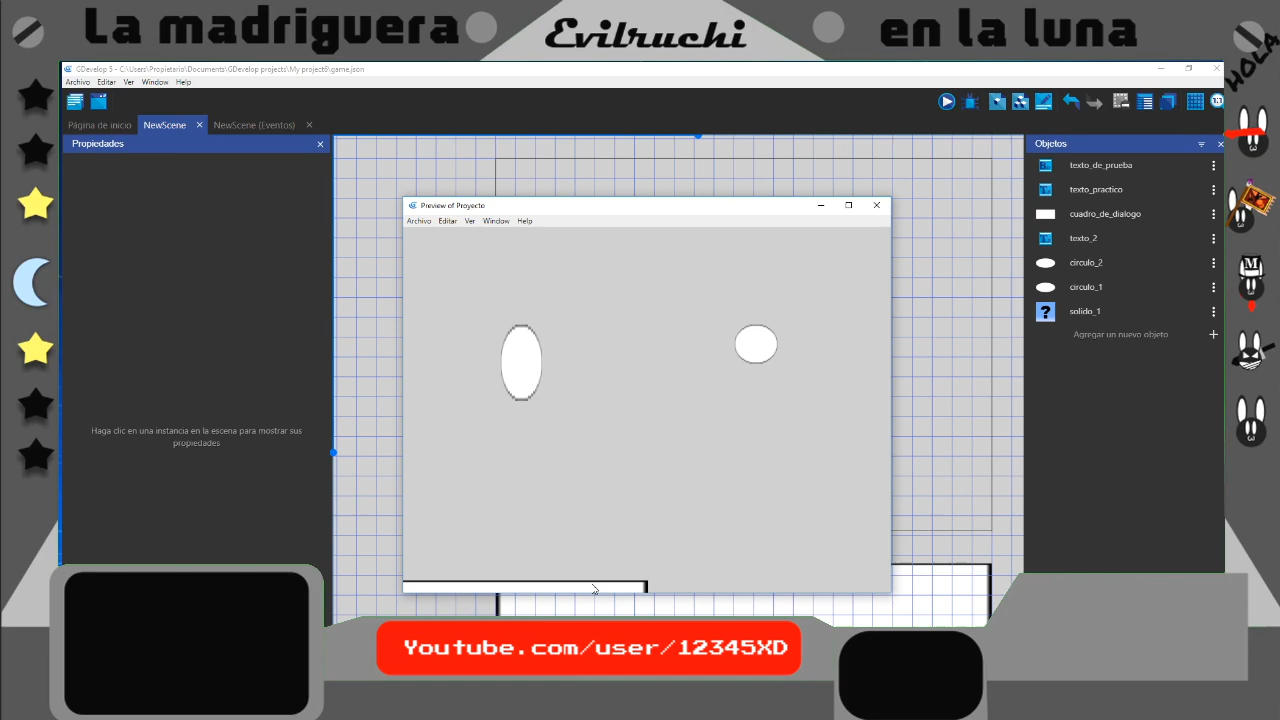 La madriguera Evilruchi en la luna
HOLA
GDevelop 5 - C:\Users\Propietario\Documents\GDevelop projects\My project6\game.json
Archivo Editar Ver Window Help
1:1
Página de inicio NewScene NewScene (Eventos)
Propiedades
Haga clic en una instancia en la escena para mostrar sus
propiedades
Preview of Proyecto
Archivo Editar Ver Window Help
Objetos
texto_de_prueba
texto_practico
cuadro_de_dialogo
texto_2
circulo_2
circulo_1
? solido_1
Agregar un nuevo objeto
M
Youtube.com/user/12345XD